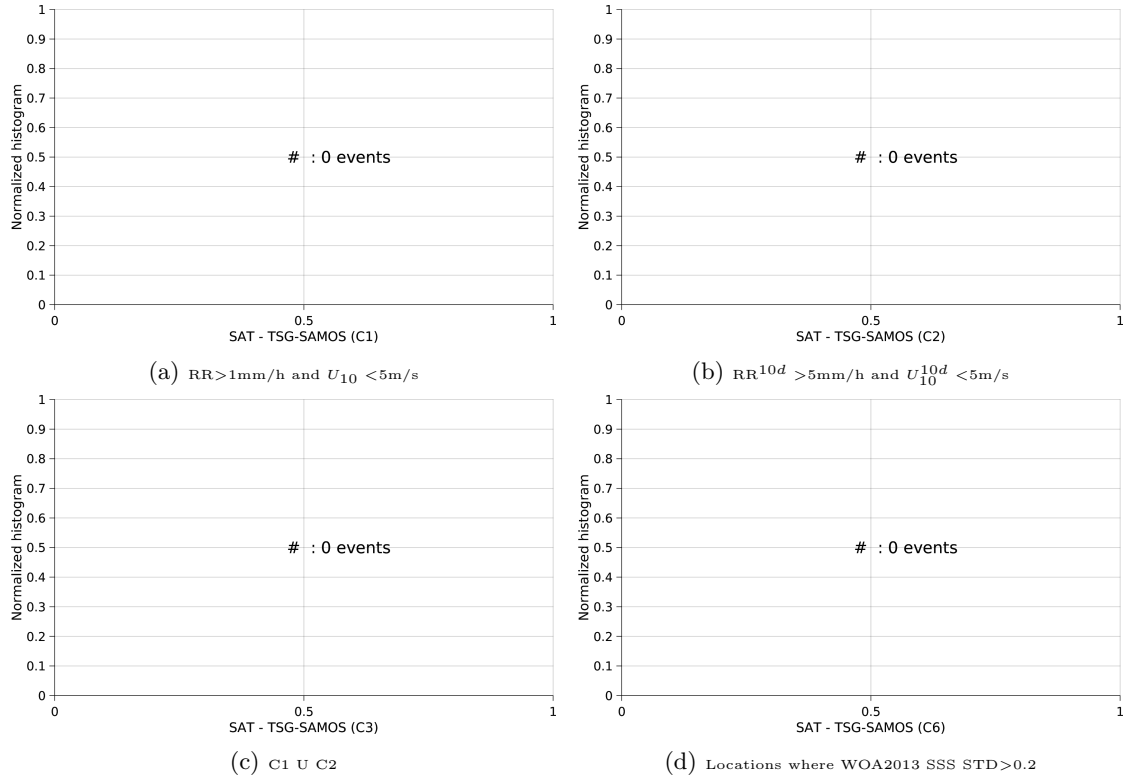 1
0.9
0.8
0.7
0.6
0.5
0.4
0.3
0.2
0.1
0
Normalized histogram
# : 0 events
0 0.5 1
SAT - TSG-SAMOS (C1)
(a) RR>1mm/h and U10 <5m/s
1
0.9
0.8
0.7
0.6
0.5
0.4
0.3
0.2
0.1
0
Normalized histogram
# : 0 events
0 0.5 1
SAT - TSG-SAMOS (C2)
(b) RR^10d >5mm/h and U_10^10d <5m/s
1
0.9
0.8
0.7
0.6
0.5
0.4
0.3
0.2
0.1
0
Normalized histogram
# : 0 events
0 0.5 1
SAT - TSG-SAMOS (C3)
(c) C1 U C2
1
0.9
0.8
0.7
0.6
0.5
0.4
0.3
0.2
0.1
0
Normalized histogram
# : 0 events
0 0.5 1
SAT - TSG-SAMOS (C6)
(d) Locations where WOA2013 SSS STD>0.2